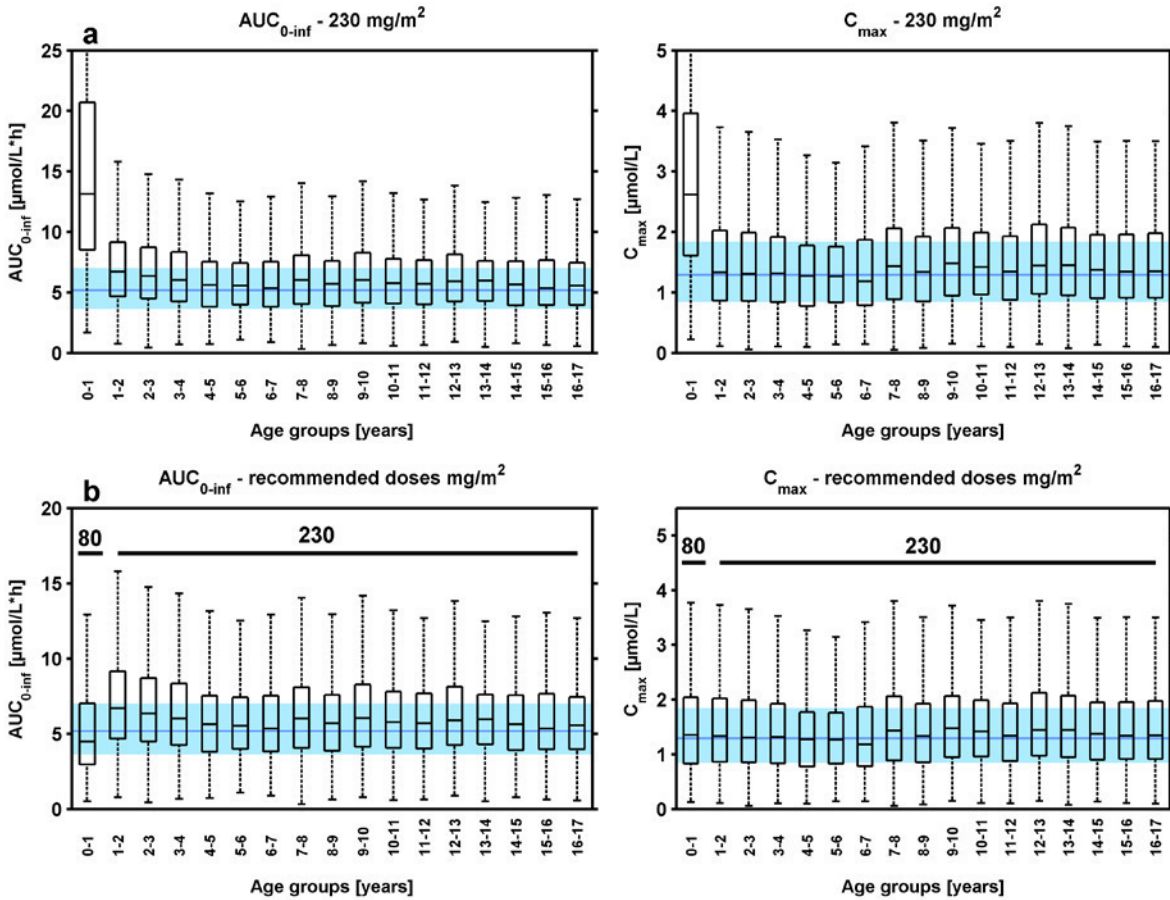 a
AUC0-inf - 230 mg/m²
AUC0-inf [µmol/L*h]
25
20
15
10
5
0
0-1 1-2 2-3 3-4 4-5 5-6 6-7 7-8 8-9 9-10 10-11 11-12 12-13 13-14 14-15 15-16 16-17
Age groups [years]
Cmax - 230 mg/m²
Cmax [µmol/L]
5
4
3
2
1
0
0-1 1-2 2-3 3-4 4-5 5-6 6-7 7-8 8-9 9-10 10-11 11-12 12-13 13-14 14-15 15-16 16-17
Age groups [years]
b
AUC0-inf - recommended doses mg/m²
AUC0-inf [µmol/L*h]
20
15
10
5
0
80 230
0-1 1-2 2-3 3-4 4-5 5-6 6-7 7-8 8-9 9-10 10-11 11-12 12-13 13-14 14-15 15-16 16-17
Age groups [years]
Cmax - recommended doses mg/m²
Cmax [µmol/L]
5
4
3
2
1
0
80 230
0-1 1-2 2-3 3-4 4-5 5-6 6-7 7-8 8-9 9-10 10-11 11-12 12-13 13-14 14-15 15-16 16-17
Age groups [years]